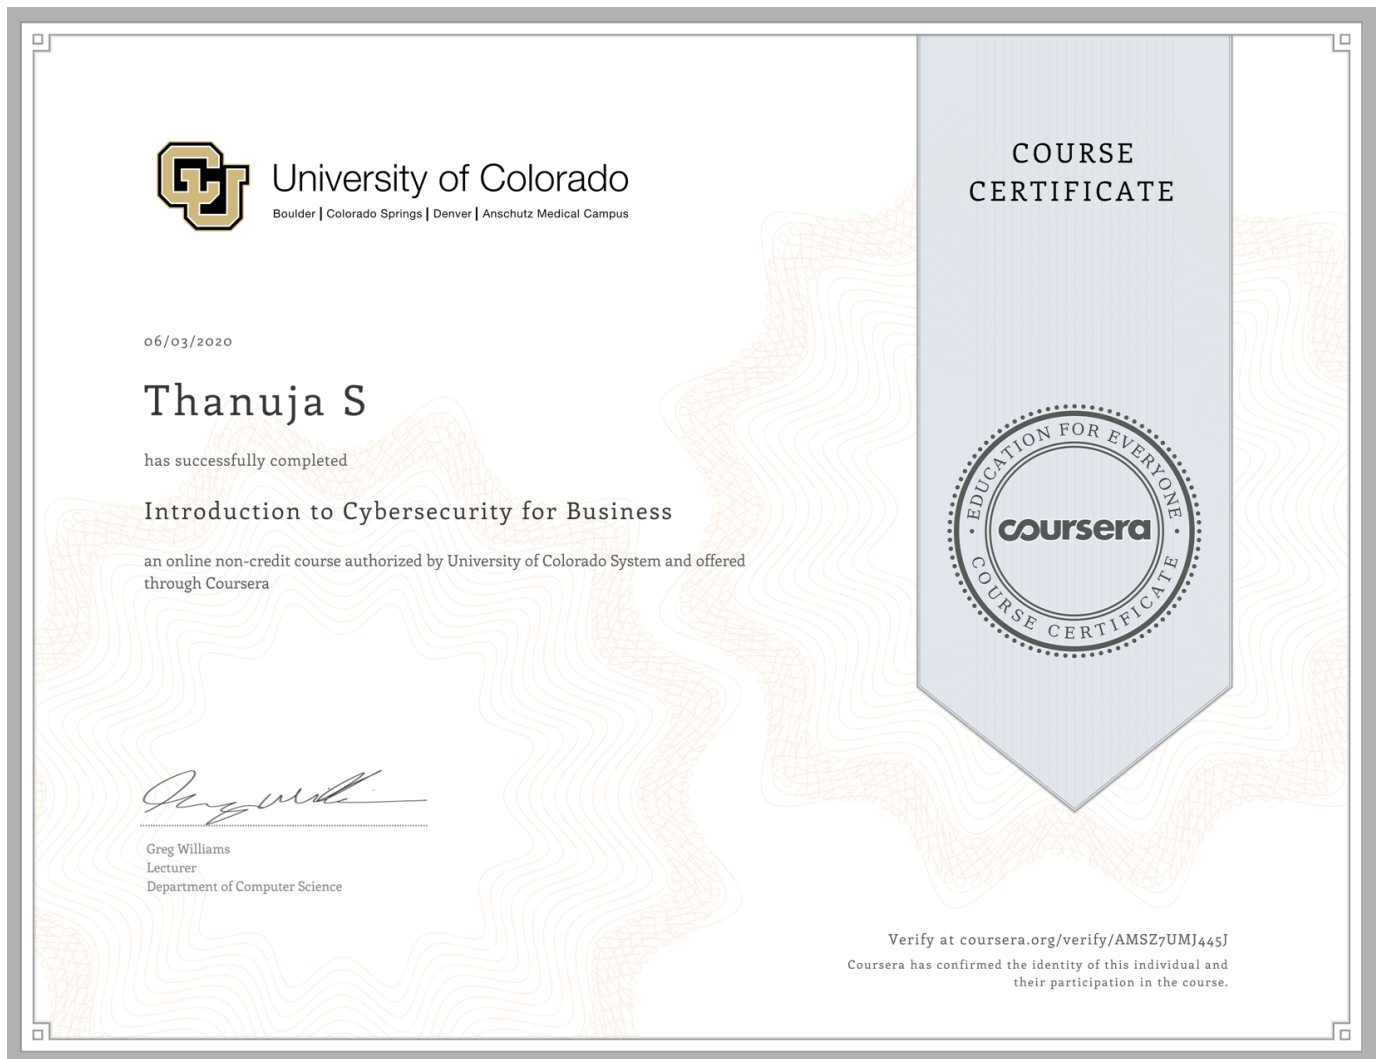 University of Colorado
Boulder | Colorado Springs | Denver | Anschutz Medical Campus
COURSE
CERTIFICATE
06/03/2020
Thanuja S
has successfully completed
Introduction to Cybersecurity for Business
an online non-credit course authorized by University of Colorado System and offered
through Coursera
EDUCATION FOR EVERYONE
coursera
COURSE CERTIFICATE
Greg Williams
Lecturer
Department of Computer Science
Verify at coursera.org/verify/AMSZ7UMJ445J
Coursera has confirmed the identity of this individual and
their participation in the course.